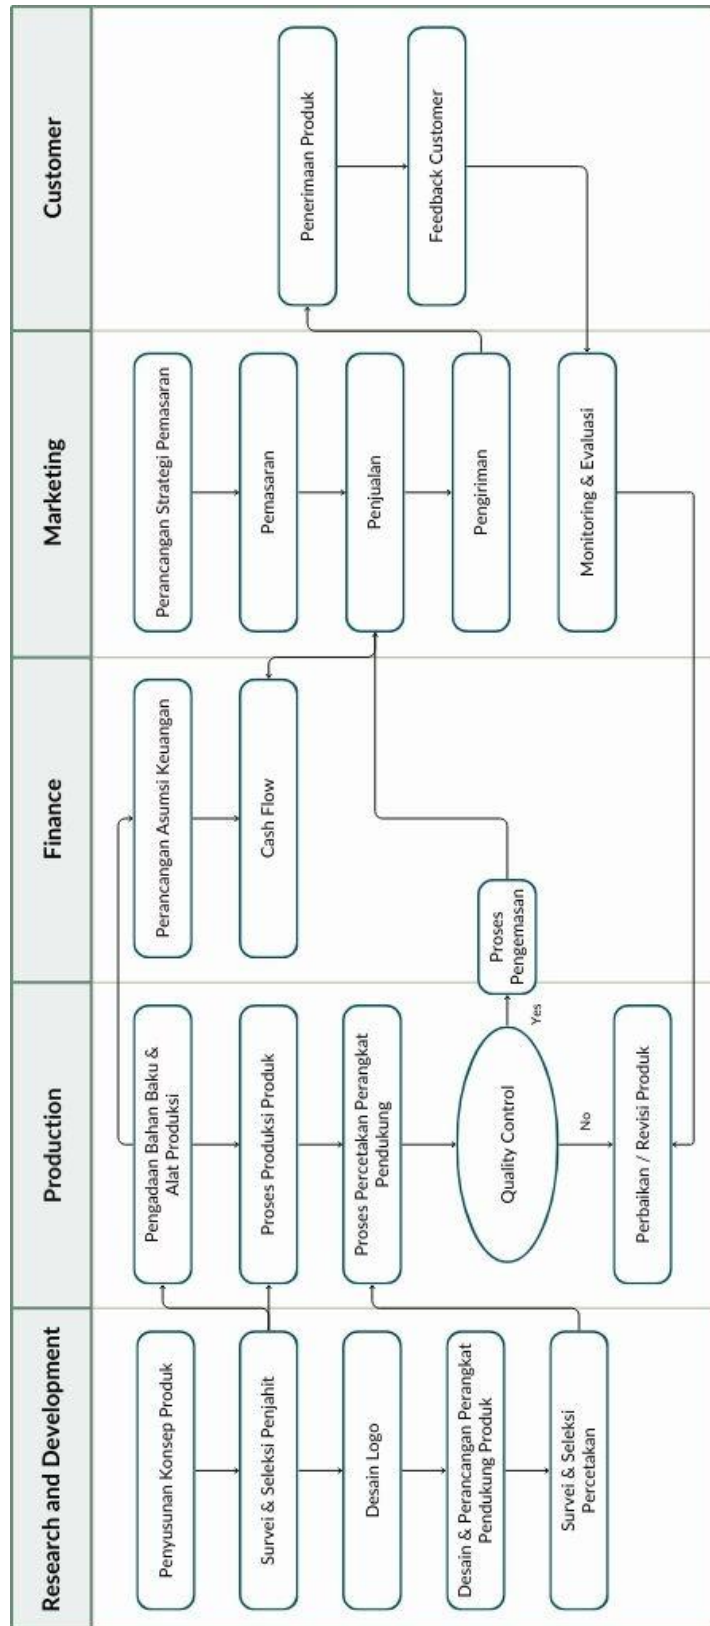 Research and Development
Production
Finance
Marketing
Customer
Penyusunan Konsep Produk
Survei & Seleksi Penjahit
Desain Logo
Desain & Perancangan Perangkat
Pendukung Produk
Survei & Seleksi
Percetakan
Pengadaan Bahan Baku &
Alat Produksi
Proses Produksi Produk
Proses Percetakan Perangkat
Pendukung
Quality Control
Yes
No
Perbaikan / Revisi Produk
Proses
Pengemasan
Perancangan Asumsi Keuangan
Cash Flow
Perancangan Strategi Pemasaran
Pemasaran
Penjualan
Pengiriman
Monitoring & Evaluasi
Penerimaan Produk
Feedback Customer